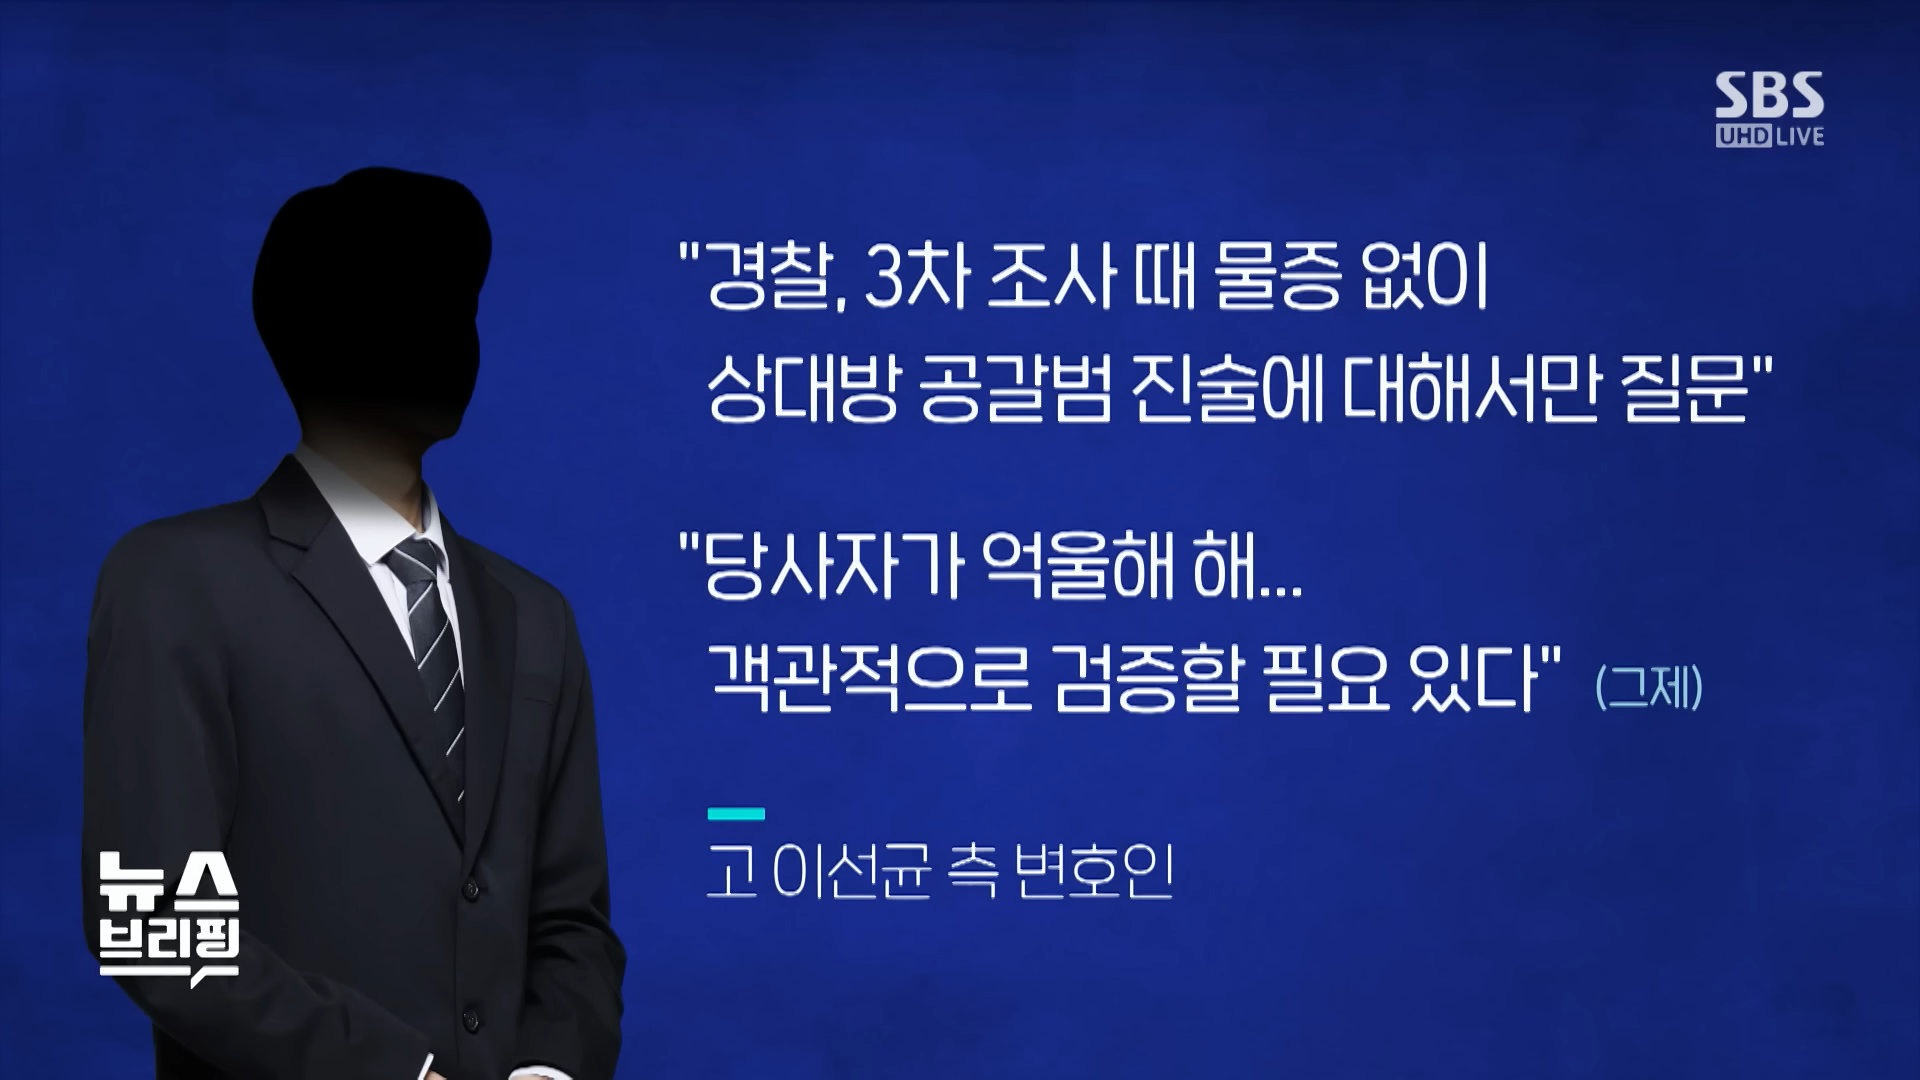 SBS
UHD LIVE
"경찰, 3차 조사 때 물증 없이
상대방 공갈범 진술에 대해서만 질문"
"당사자가 억울해 해...
객관적으로 검증할 필요 있다" (그제)
고 이선균 측 변호인
뉴스
브리핑